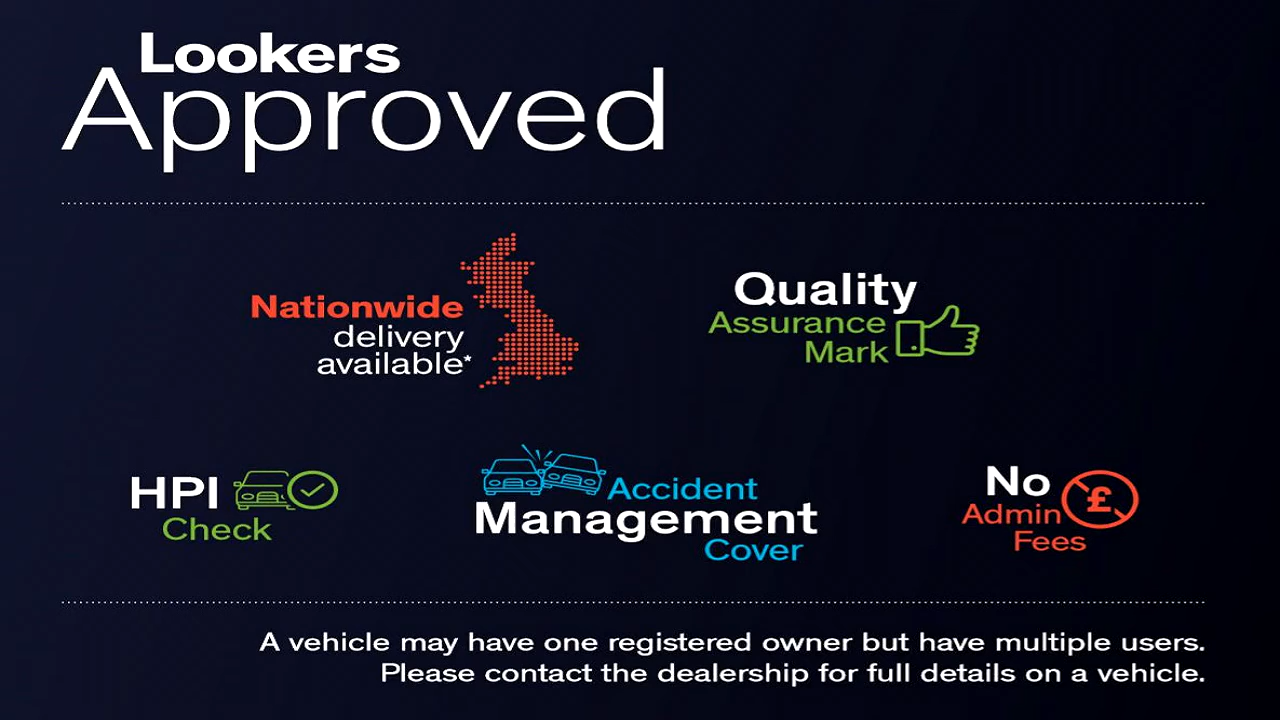 Lookers
Approved
Nationwide
delivery
available*
Quality
Assurance
Mark
HPI
Check
Accident
Management
Cover
No
Admin
£
Fees
A vehicle may have one registered owner but have multiple users.
Please contact the dealership for full details on a vehicle.